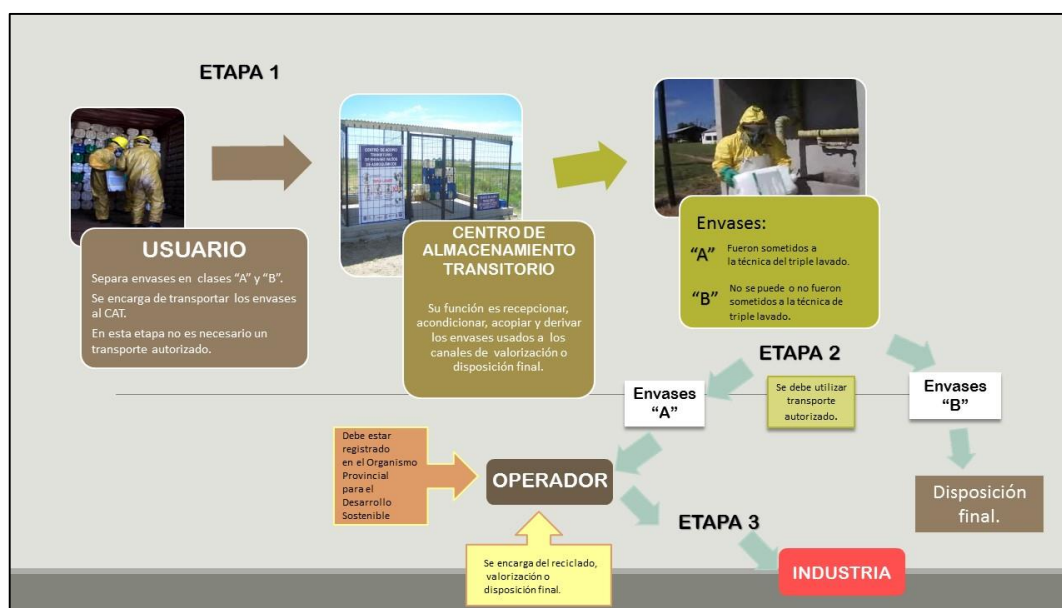 ETAPA 1
USUARIO
Separa envases en clases “A” y “B”.
Se encarga de transportar los envases
al CAT.
En esta etapa no es necesario un
transporte autorizado.
CENTRO DE
ALMACENAMIENTO
TRANSITORIO
Su función es recepcionar,
acondicionar, acopiar y derivar
los envases usados a los
canales de valorización o
disposición final.
Envases:
“A” Fueron sometidos a
la técnica del triple lavado.
“B” No se puede o no fueron
sometidos a la técnica de
triple lavado.
ETAPA 2
Envases
“A”
Se debe utilizar
transporte
autorizado.
Envases
“B”
Debe estar
registrado
en el Organismo
Provincial
para el
Desarrollo
Sostenible
OPERADOR
Disposición
final.
ETAPA 3
Se encarga del reciclado,
valorización o
disposición final.
INDUSTRIA